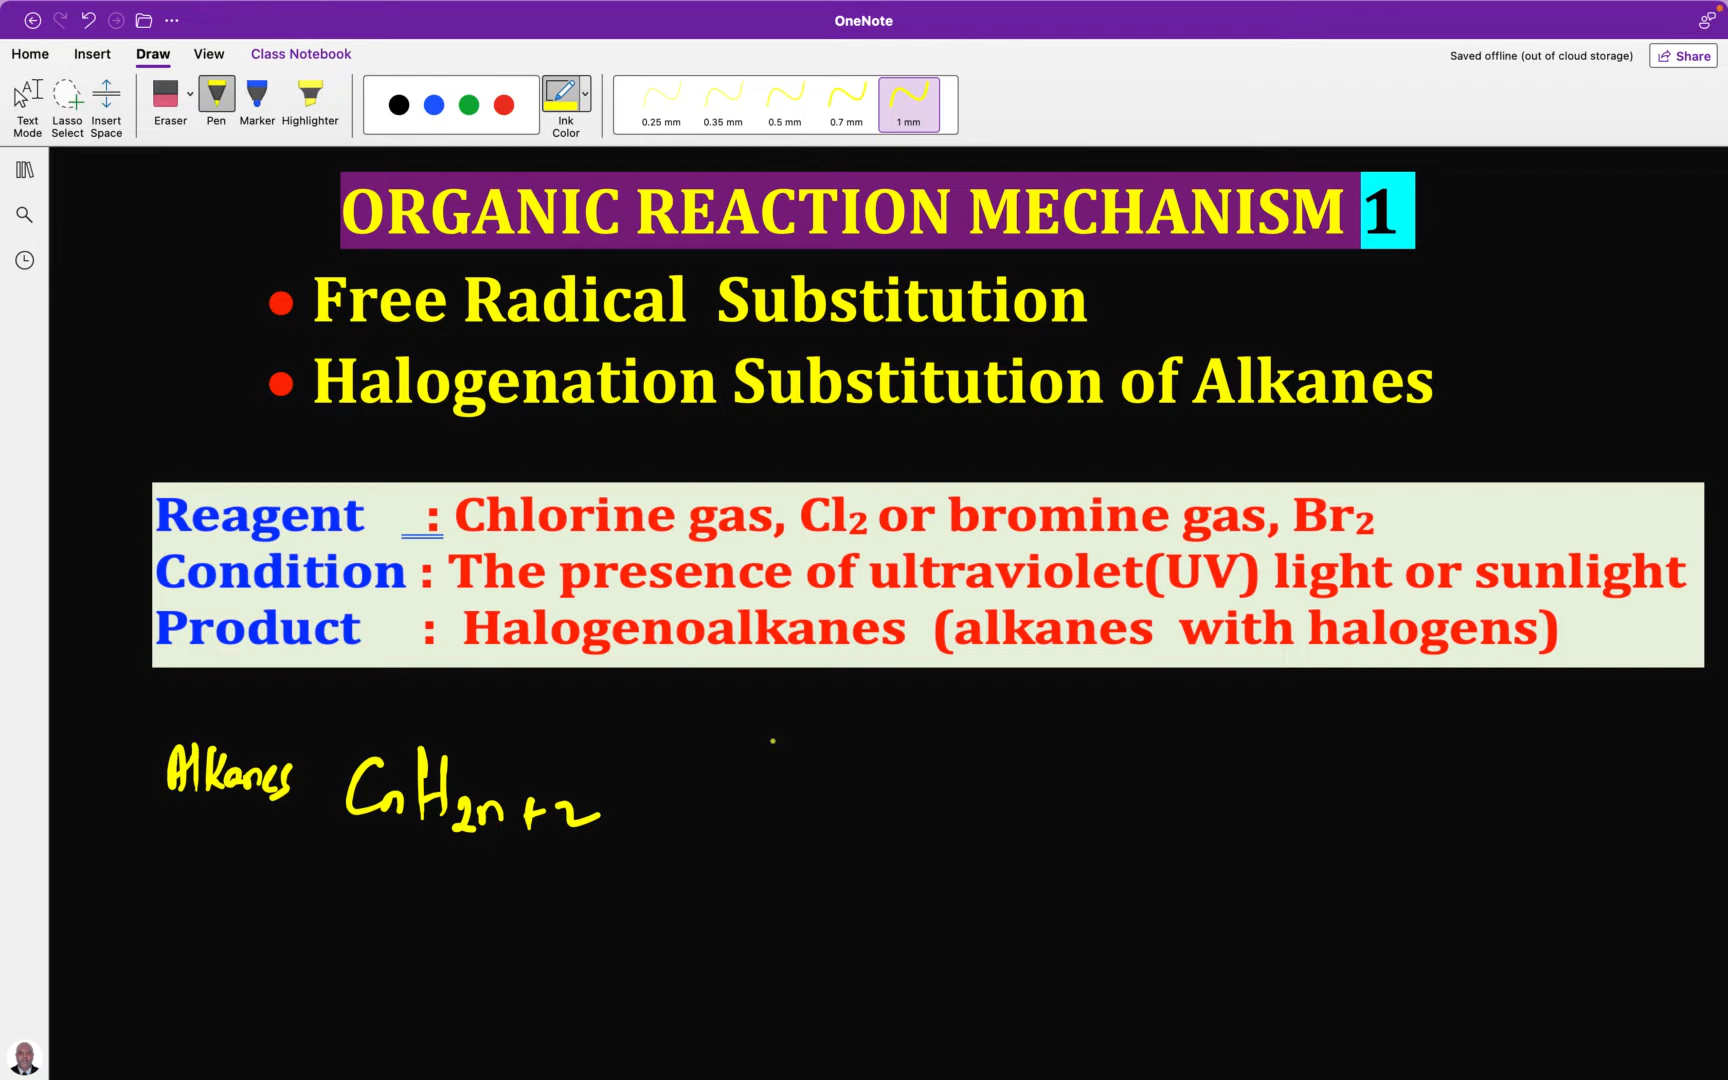 OneNote
Home Insert Draw View Class Notebook
Saved offline (out of cloud storage) Share
Text Mode
Lasso Select
Insert Space
Eraser
Pen
Marker
Highlighter
Ink Color
0.25 mm
0.35 mm
0.5 mm
0.7 mm
1 mm
ORGANIC REACTION MECHANISM 1
• Free Radical Substitution
• Halogenation Substitution of Alkanes
Reagent : Chlorine gas, Cl₂ or bromine gas, Br₂
Condition : The presence of ultraviolet(UV) light or sunlight
Product : Halogenoalkanes (alkanes with halogens)
Alkanes CnH2n+2